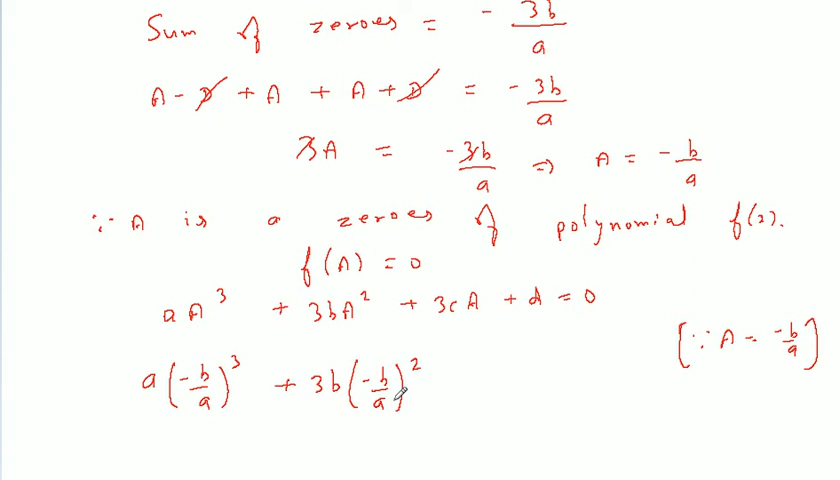 Sum of zeroes = - 3b/a
A - D + A + A + D = - 3b/a
3A = -3b/a ⇒ A = - b/a
∵ A is a zeroes of polynomial f(x).
f(A) = 0
aA³ + 3bA² + 3cA + d = 0
[∵ A = -b/a]
a(-b/a)³ + 3b(-b/a)²